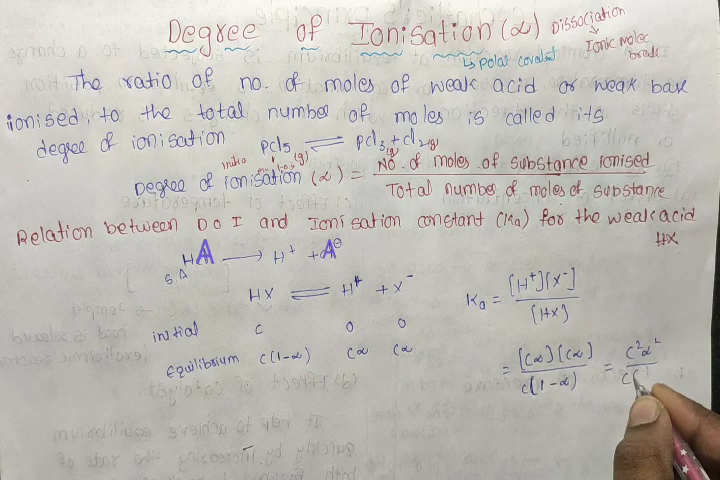 Degree of Ionisation (α) Dissociation
↳ Polar covalent
Ionic molec
break
The ratio of no. of moles of weak acid or weak base
ionised to the total number of moles is called its
degree of ionisation
PCl5(g) ⇌ PCl3(g) + Cl2(g)
Degree of ionisation (α) = No. of moles of substance ionised
Total number of moles of substance
Relation between D o I and Ionisation constant (Ka) for the weak acid
HX
HA → H+ + A⊖
S.A
HX ⇌ H+ + X-
initial C 0 0
Equilibrium C(1-α) Cα Cα
Ka = [H+][X-]
[HX]
= [Cα][Cα] = C²α²
C(1-α) C(1